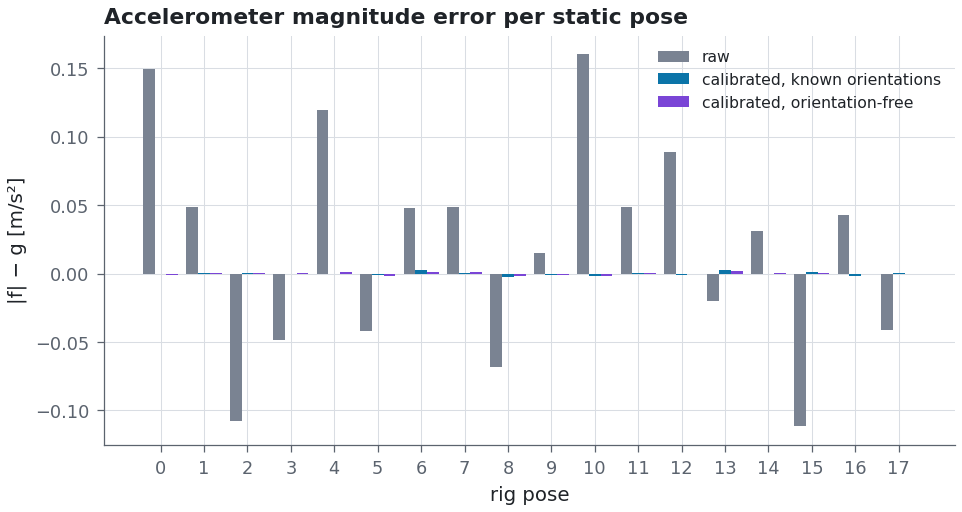 Accelerometer magnitude error per static pose
raw
calibrated, known orientations
calibrated, orientation-free
|f| − g [m/s²]
0.15
0.10
0.05
0.00
−0.05
−0.10
0 1 2 3 4 5 6 7 8 9 10 11 12 13 14 15 16 17
rig pose